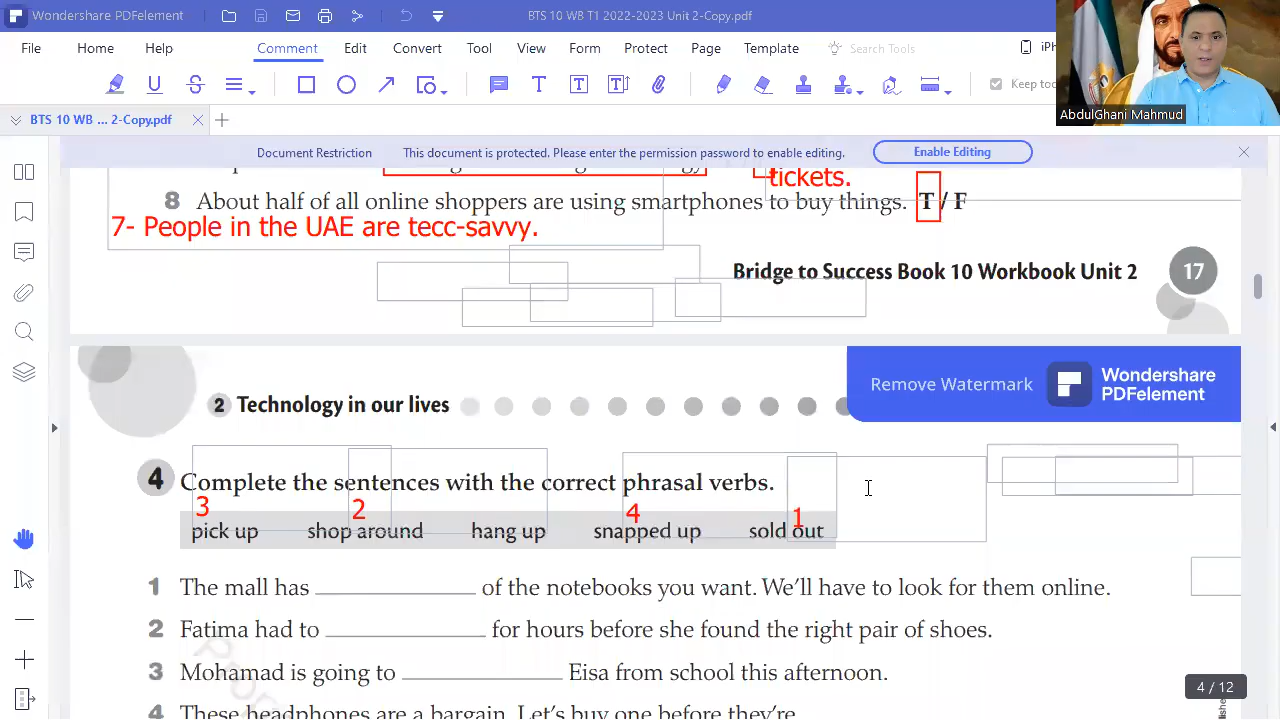 Wondershare PDFelement
BTS 10 WB T1 2022-2023 Unit 2-Copy.pdf
File Home Help Comment Edit Convert Tool View Form Protect Page Template Search Tools
Keep
AbdulGhani Mahmud
BTS 10 WB ... 2-Copy.pdf
Document Restriction This document is protected. Please enter the permission password to enable editing. Enable Editing
tickets.
8 About half of all online shoppers are using smartphones to buy things. T / F
7- People in the UAE are tecc-savvy.
Bridge to Success Book 10 Workbook Unit 2 17
Remove Watermark Wondershare PDFelement
2 Technology in our lives
4 Complete the sentences with the correct phrasal verbs.
3 2 4 1
pick up shop around hang up snapped up sold out
1 The mall has ____ of the notebooks you want. We'll have to look for them online.
2 Fatima had to ____ for hours before she found the right pair of shoes.
3 Mohamad is going to ____ Eisa from school this afternoon.
4 These headphones are a bargain. Let's buy one before they're
4 / 12